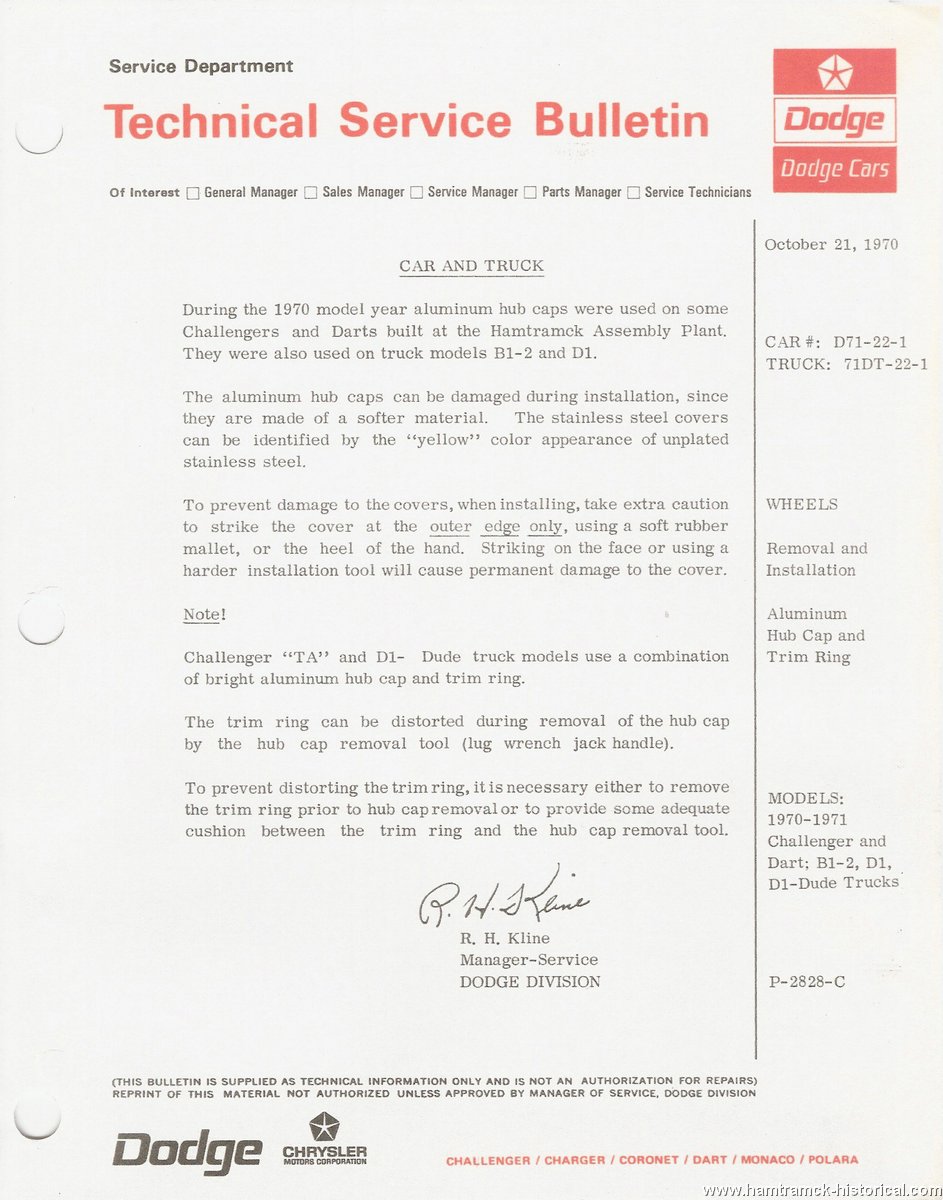 Service Department
Technical Service Bulletin
Dodge
Dodge Cars
Of Interest □ General Manager □ Sales Manager □ Service Manager □ Parts Manager □ Service Technicians
October 21, 1970
CAR AND TRUCK
During the 1970 model year aluminum hub caps were used on some
Challengers and Darts built at the Hamtramck Assembly Plant.
They were also used on truck models B1-2 and D1.
CAR #: D71-22-1
TRUCK: 71DT-22-1
The aluminum hub caps can be damaged during installation, since
they are made of a softer material. The stainless steel covers
can be identified by the “yellow” color appearance of unplated
stainless steel.
To prevent damage to the covers, when installing, take extra caution
to strike the cover at the outer edge only, using a soft rubber
mallet, or the heel of the hand. Striking on the face or using a
harder installation tool will cause permanent damage to the cover.
WHEELS
Removal and
Installation
Aluminum
Hub Cap and
Trim Ring
Note!
Challenger “TA” and D1- Dude truck models use a combination
of bright aluminum hub cap and trim ring.
The trim ring can be distorted during removal of the hub cap
by the hub cap removal tool (lug wrench jack handle).
To prevent distorting the trim ring, it is necessary either to remove
the trim ring prior to hub cap removal or to provide some adequate
cushion between the trim ring and the hub cap removal tool.
MODELS:
1970-1971
Challenger and
Dart; B1-2, D1,
D1-Dude Trucks
R. H. Kline
R. H. Kline
Manager-Service
DODGE DIVISION
P-2828-C
(THIS BULLETIN IS SUPPLIED AS TECHNICAL INFORMATION ONLY AND IS NOT AN AUTHORIZATION FOR REPAIRS)
REPRINT OF THIS MATERIAL NOT AUTHORIZED UNLESS APPROVED BY MANAGER OF SERVICE, DODGE DIVISION
Dodge
CHRYSLER
MOTORS CORPORATION
CHALLENGER / CHARGER / CORONET / DART / MONACO / POLARA
www.hamtramck-historical.com